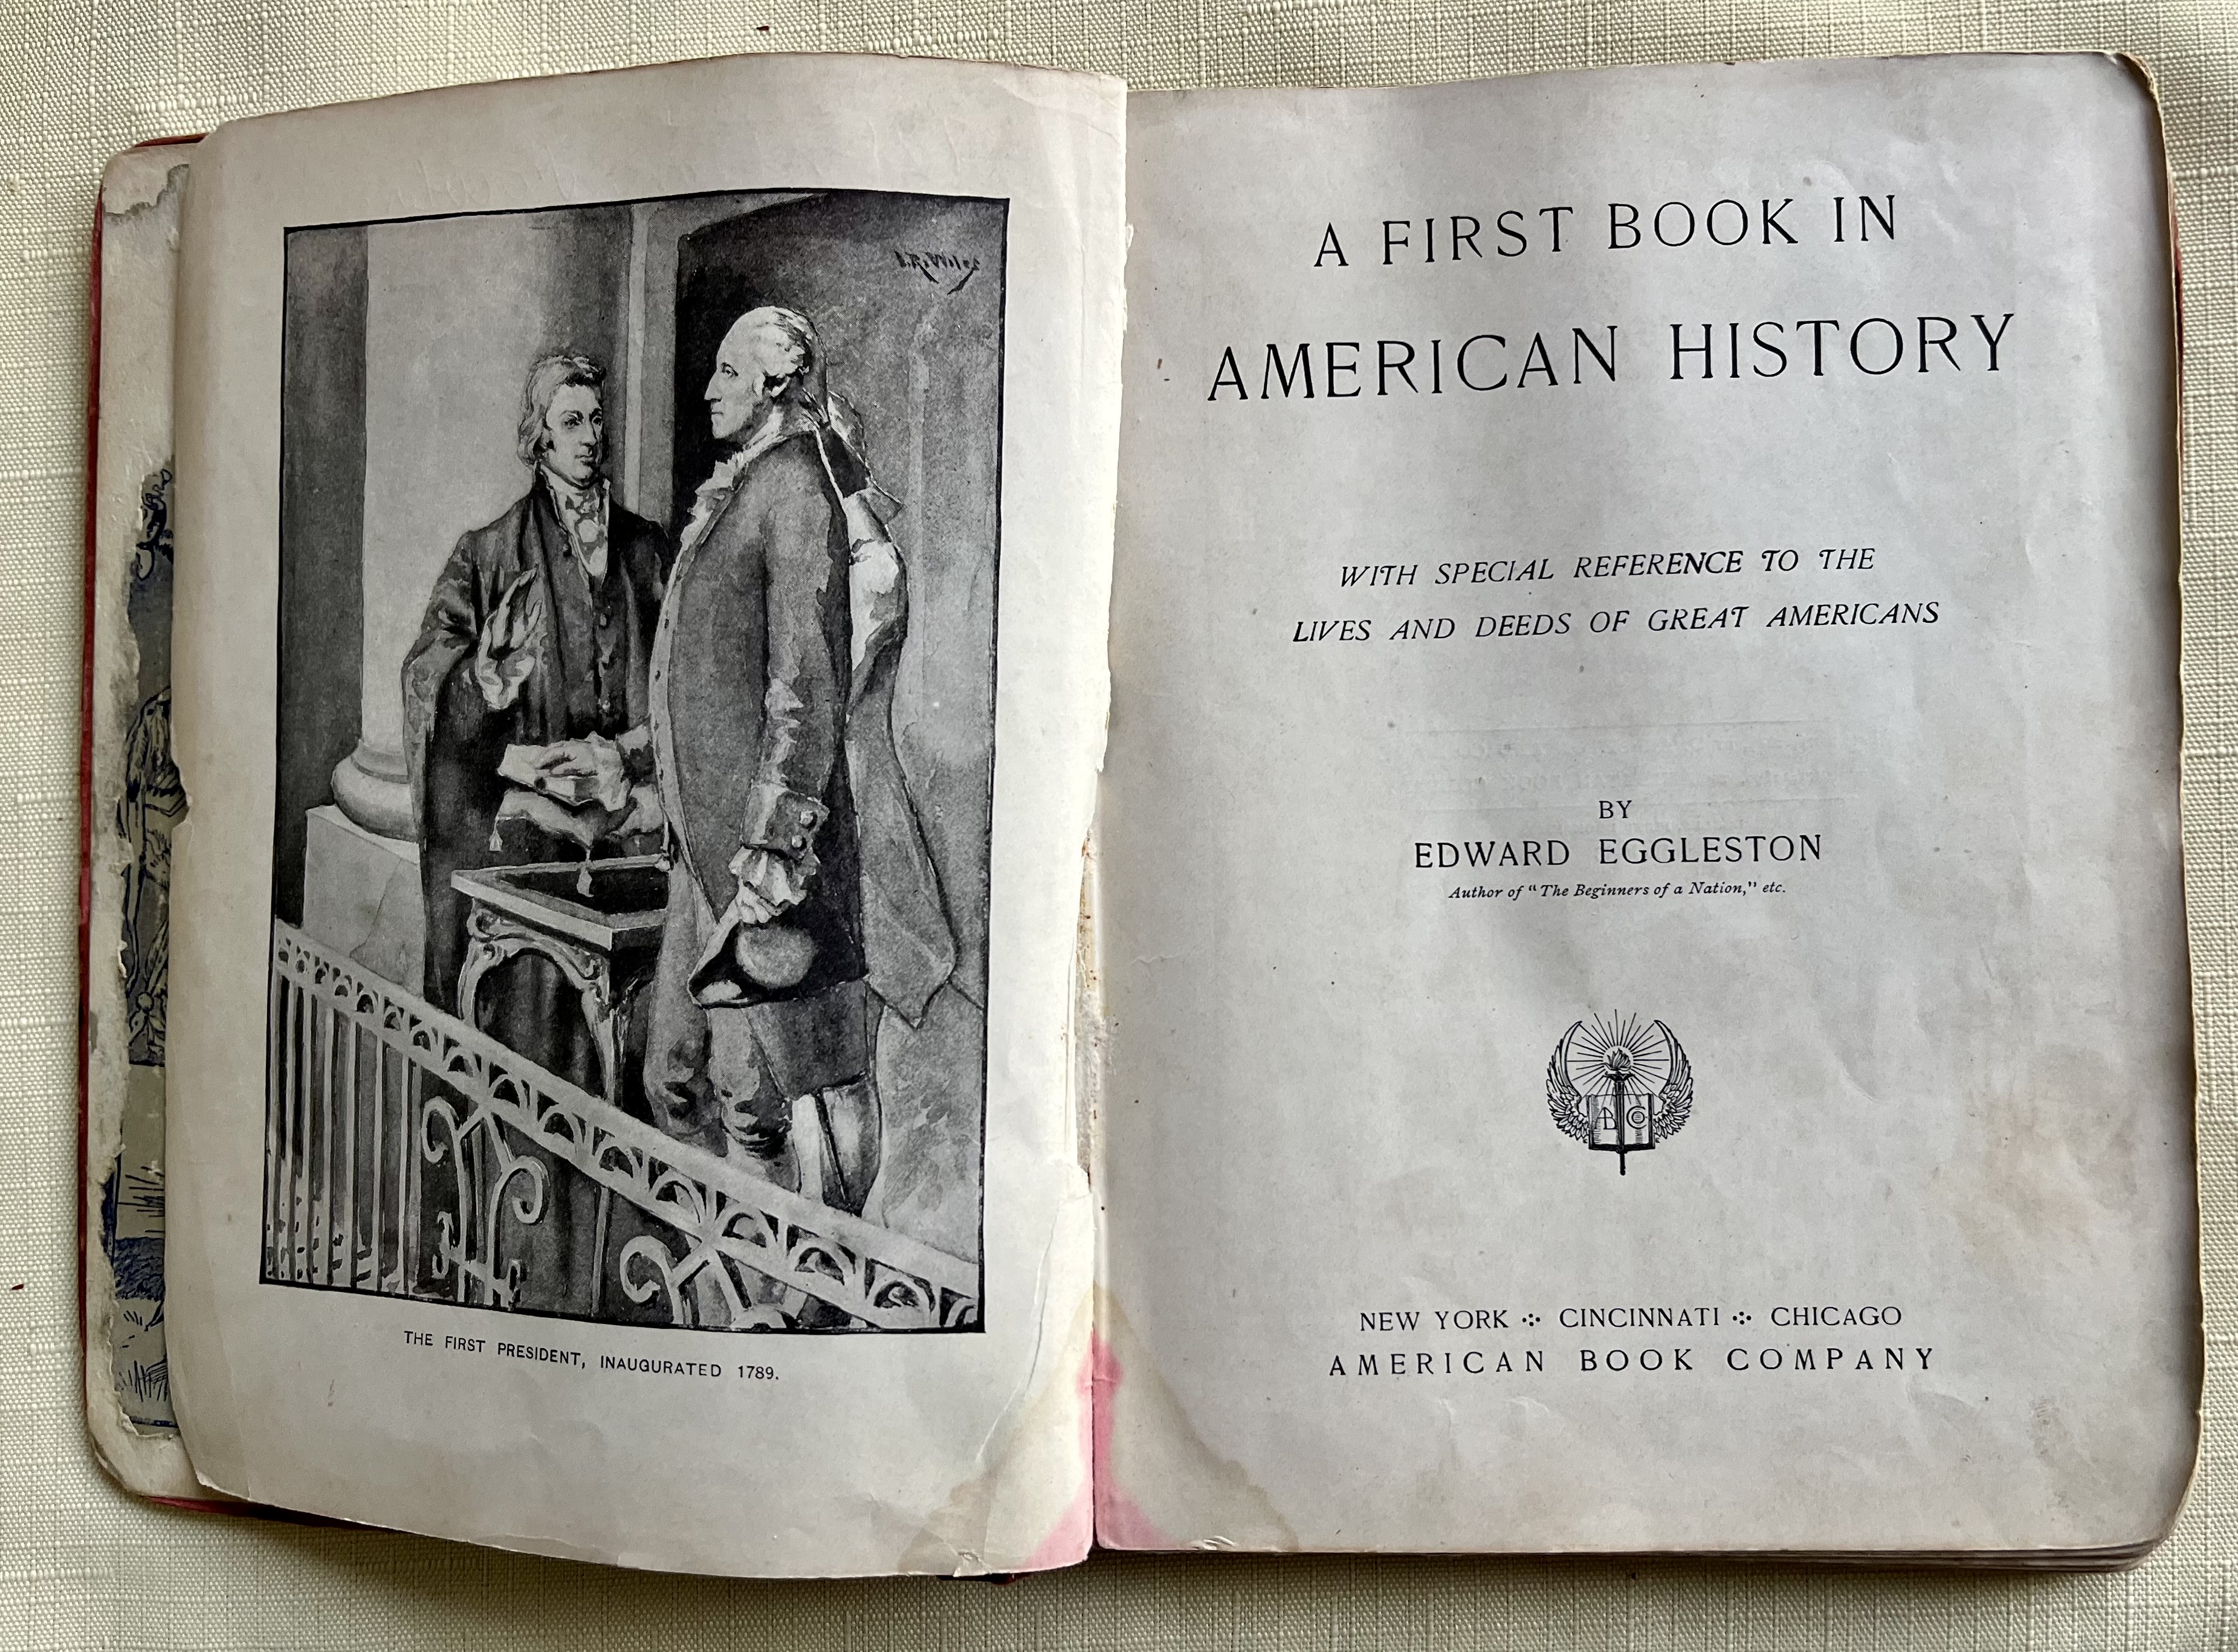 THE FIRST PRESIDENT, INAUGURATED 1789.
A FIRST BOOK IN
AMERICAN HISTORY
WITH SPECIAL REFERENCE TO THE
LIVES AND DEEDS OF GREAT AMERICANS
BY
EDWARD EGGLESTON
Author of "The Beginners of a Nation," etc.
A B C
NEW YORK ⁘ CINCINNATI ⁘ CHICAGO
AMERICAN BOOK COMPANY